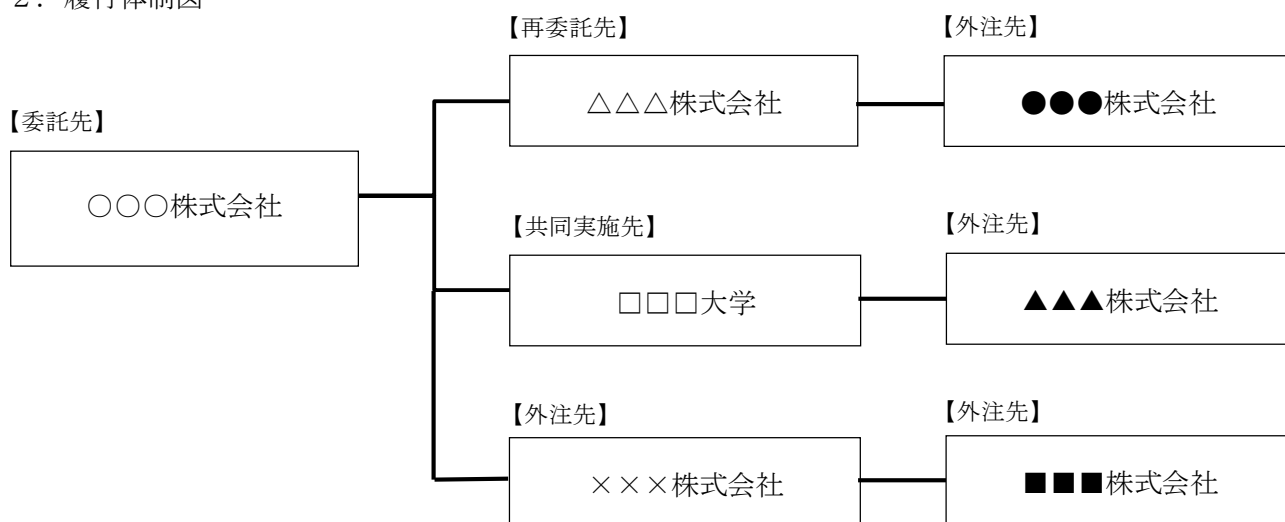 ２．履行体制図
【再委託先】
【外注先】
△△△株式会社
●●●株式会社
【委託先】
○○○株式会社
【共同実施先】
【外注先】
□□□大学
▲▲▲株式会社
【外注先】
【外注先】
×××株式会社
■■■株式会社